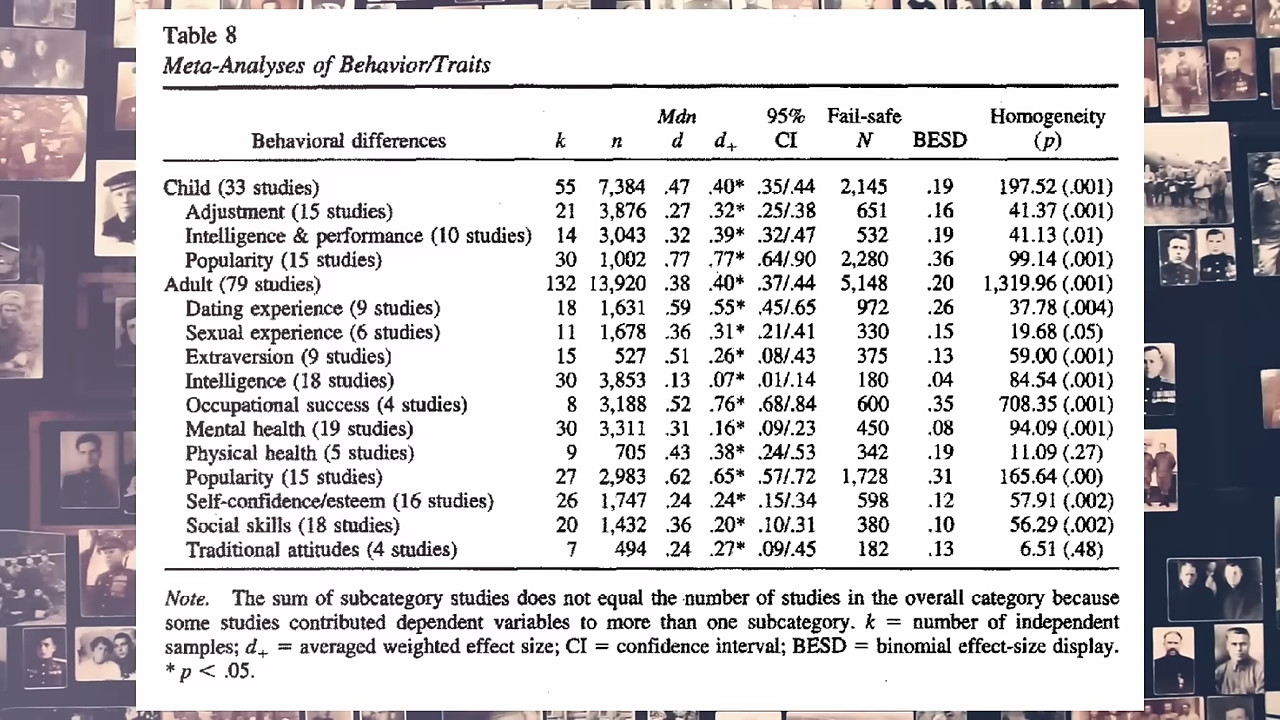 Table 8
Meta-Analyses of Behavior/Traits
Mdn 95% Fail-safe Homogeneity
Behavioral differences k n d d+ CI N BESD (p)
Child (33 studies) 55 7,384 .47 .40* .35/.44 2,145 .19 197.52 (.001)
Adjustment (15 studies) 21 3,876 .27 .32* .25/.38 651 .16 41.37 (.001)
Intelligence & performance (10 studies) 14 3,043 .32 .39* .32/.47 532 .19 41.13 (.01)
Popularity (15 studies) 30 1,002 .77 .77* .64/.90 2,280 .36 99.14 (.001)
Adult (79 studies) 132 13,920 .38 .40* .37/.44 5,148 .20 1,319.96 (.001)
Dating experience (9 studies) 18 1,631 .59 .55* .45/.65 972 .26 37.78 (.004)
Sexual experience (6 studies) 11 1,678 .36 .31* .21/.41 330 .15 19.68 (.05)
Extraversion (9 studies) 15 527 .51 .26* .08/.43 375 .13 59.00 (.001)
Intelligence (18 studies) 30 3,853 .13 .07* .01/.14 180 .04 84.54 (.001)
Occupational success (4 studies) 8 3,188 .52 .76* .68/.84 600 .35 708.35 (.001)
Mental health (19 studies) 30 3,311 .31 .16* .09/.23 450 .08 94.09 (.001)
Physical health (5 studies) 9 705 .43 .38* .24/.53 342 .19 11.09 (.27)
Popularity (15 studies) 27 2,983 .62 .65* .57/.72 1,728 .31 165.64 (.00)
Self-confidence/esteem (16 studies) 26 1,747 .24 .24* .15/.34 598 .12 57.91 (.002)
Social skills (18 studies) 20 1,432 .36 .20* .10/.31 380 .10 56.29 (.002)
Traditional attitudes (4 studies) 7 494 .24 .27* .09/.45 182 .13 6.51 (.48)
Note. The sum of subcategory studies does not equal the number of studies in the overall category because
some studies contributed dependent variables to more than one subcategory. k = number of independent
samples; d+ = averaged weighted effect size; CI = confidence interval; BESD = binomial effect-size display.
* p < .05.